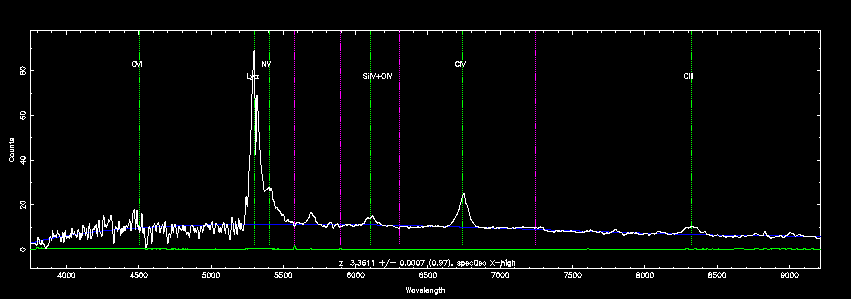 OVI NV CIV
Lyα SiIV+OIV CIII
80
60
40
20
0
Counts
4000 4500 5000 5500 6000 6500 7000 7500 8000 8500 9000
z 3.3611 +/- 0.0007 (0.97), specQso X-high
Wavelength